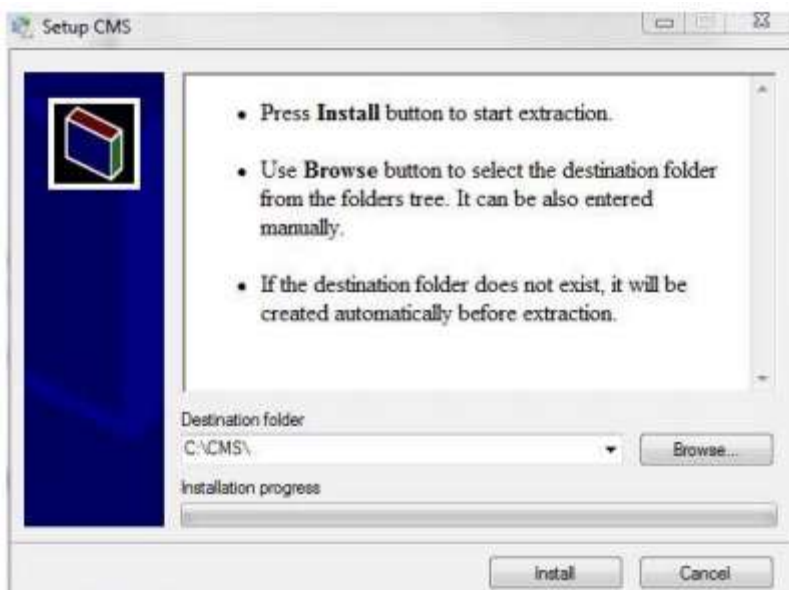 Setup CMS
• Press Install button to start extraction.
• Use Browse button to select the destination folder
from the folders tree. It can be also entered
manually.
• If the destination folder does not exist, it will be
created automatically before extraction.
Destination folder
C:\CMS\
Browse...
Installation progress
Install
Cancel